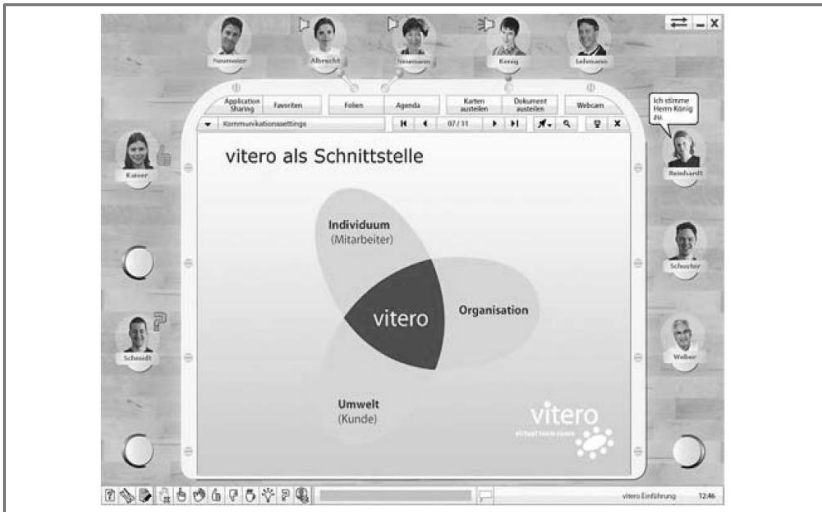 Neumeier
Albrecht
Neumann
König
Lehmann
Application Sharing
Favoriten
Folien
Agenda
Karten austeilen
Dokument austeilen
Webcam
Kommunikationssettings
07/11
Ich stimme
Herrn König
zu.
Kaiser
Reinhardt
vitero als Schnittstelle
Individuum
(Mitarbeiter)
Organisation
vitero
Schuster
Schmidt
Weber
Umwelt
(Kunde)
vitero
virtual team room
vitero Einführung
12:46